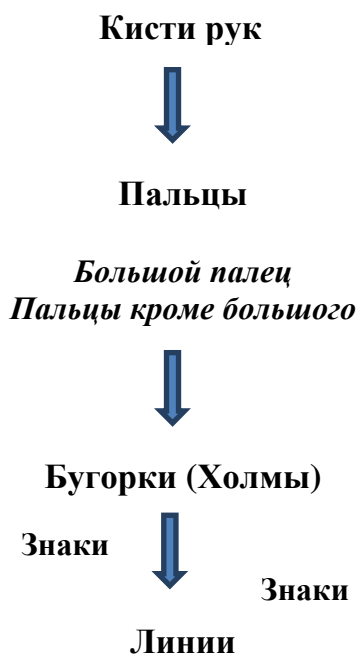 Кисти рук
Пальцы
Большой палец
Пальцы кроме большого
Бугорки (Холмы)
Знаки
Знаки
Линии